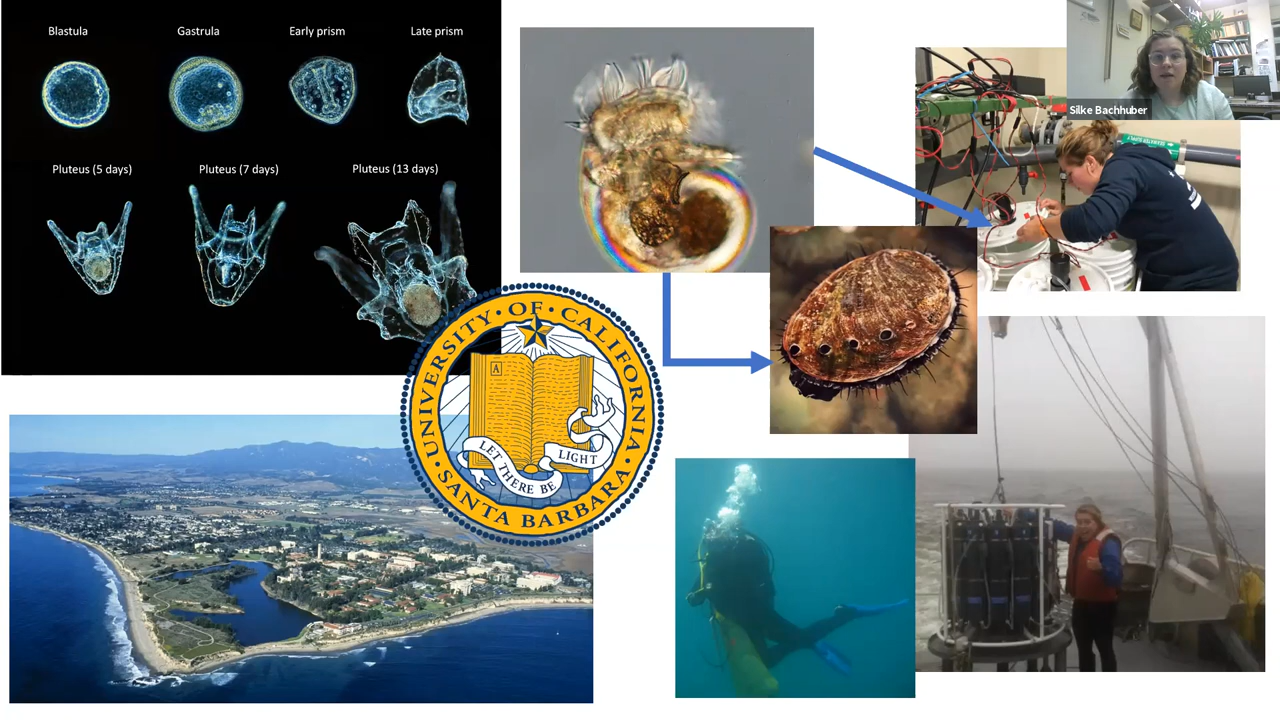 Blastula
Gastrula
Early prism
Late prism
Pluteus (5 days)
Pluteus (7 days)
Pluteus (13 days)
Silke Bachhuber
UNIVERSITY · OF · CALIFORNIA
SANTA BARBARA
A
LET THERE BE
LIGHT